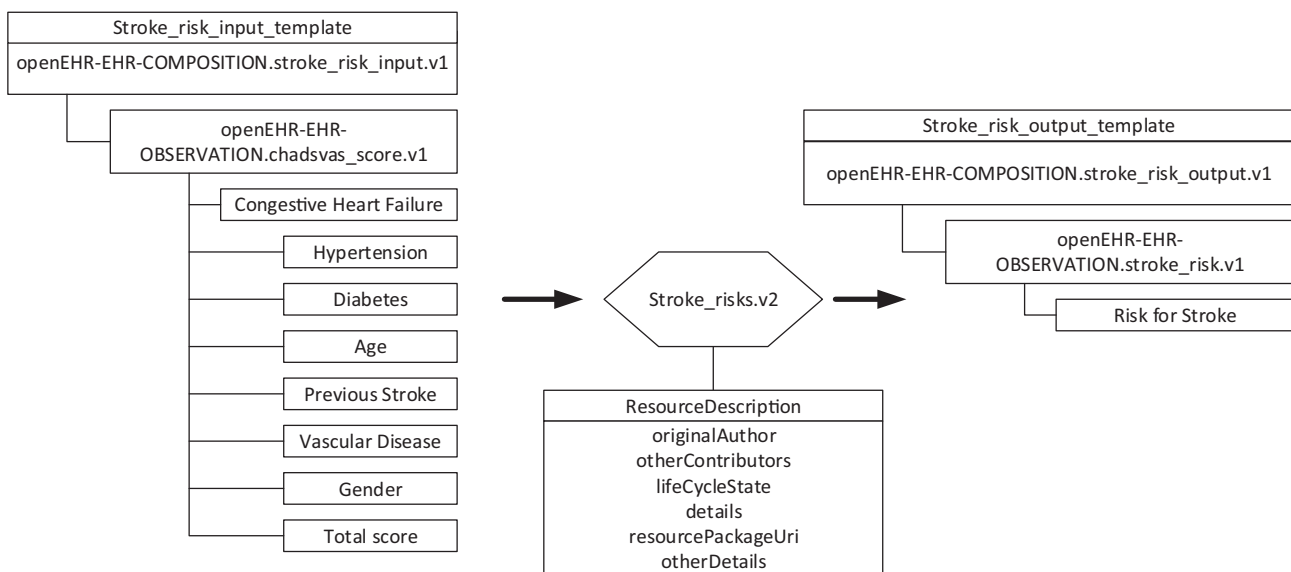 Stroke_risk_input_template
openEHR-EHR-COMPOSITION.stroke_risk_input.v1
openEHR-EHR-
OBSERVATION.chadsvas_score.v1
Congestive Heart Failure
Hypertension
Diabetes
Age
Previous Stroke
Vascular Disease
Gender
Total score
Stroke_risks.v2
ResourceDescription
originalAuthor
otherContributors
lifeCycleState
details
resourcePackageUri
otherDetails
Stroke_risk_output_template
openEHR-EHR-COMPOSITION.stroke_risk_output.v1
openEHR-EHR-
OBSERVATION.stroke_risk.v1
Risk for Stroke